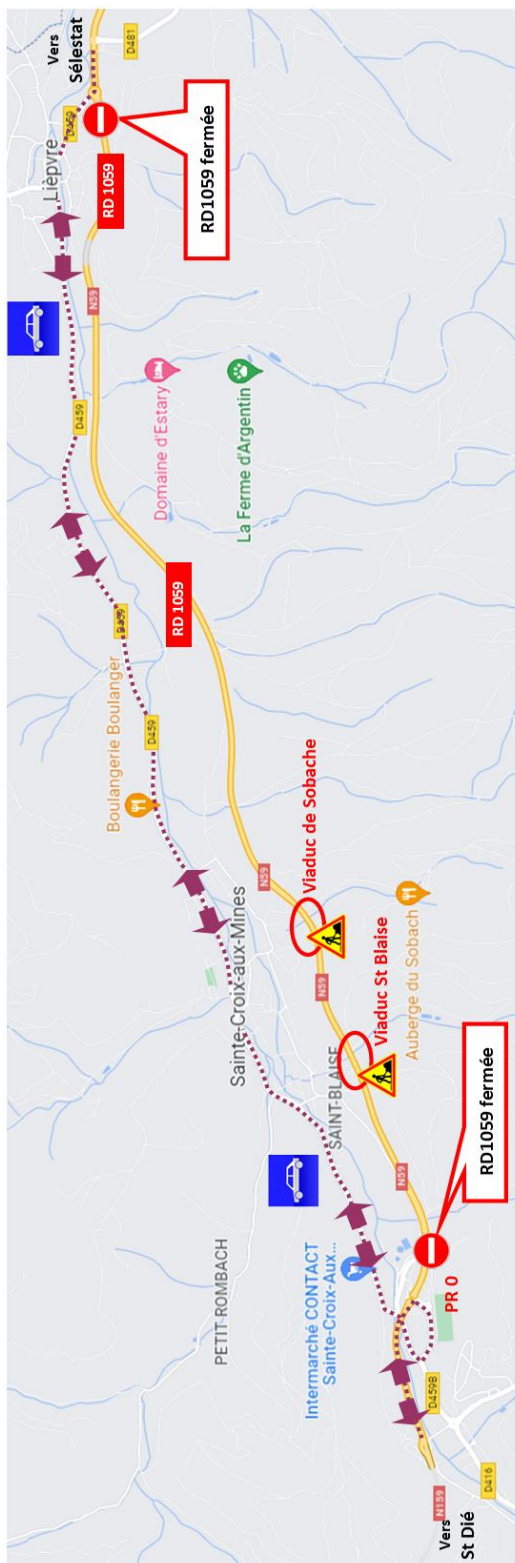 Vers
Sélestat
D481
D459
Lièpvre
RD 1059
RD1059 fermée
N59
D459
Domaine d'Estary
La Ferme d'Argentin
RD 1059
D459
Boulangerie Boulanger
D459
N59
Viaduc de Sobache
Sainte-Croix-aux-Mines
N59
Viaduc St Blaise
Auberge du Sobach
SAINT-BLAISE
N59
RD1059 fermée
PETIT-ROMBACH
Intermarché CONTACT
Sainte-Croix-Aux...
PR 0
D459B
D416
N159
Vers
St Dié